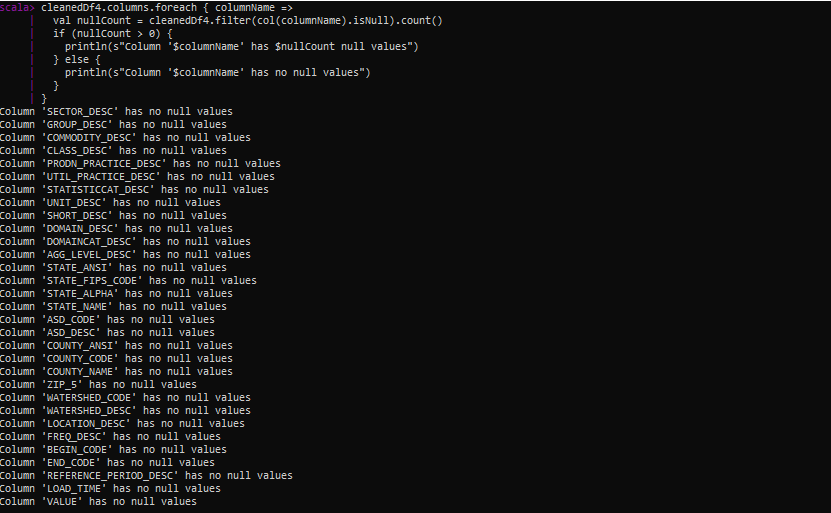 scala> cleanedDf4.columns.foreach { columnName =>
     |   val nullCount = cleanedDf4.filter(col(columnName).isNull).count()
     |   if (nullCount > 0) {
     |     println(s"Column '$columnName' has $nullCount null values")
     |   } else {
     |     println(s"Column '$columnName' has no null values")
     |   }
     | }
Column 'SECTOR_DESC' has no null values
Column 'GROUP_DESC' has no null values
Column 'COMMODITY_DESC' has no null values
Column 'CLASS_DESC' has no null values
Column 'PRODN_PRACTICE_DESC' has no null values
Column 'UTIL_PRACTICE_DESC' has no null values
Column 'STATISTICCAT_DESC' has no null values
Column 'UNIT_DESC' has no null values
Column 'SHORT_DESC' has no null values
Column 'DOMAIN_DESC' has no null values
Column 'DOMAINCAT_DESC' has no null values
Column 'AGG_LEVEL_DESC' has no null values
Column 'STATE_ANSI' has no null values
Column 'STATE_FIPS_CODE' has no null values
Column 'STATE_ALPHA' has no null values
Column 'STATE_NAME' has no null values
Column 'ASD_CODE' has no null values
Column 'ASD_DESC' has no null values
Column 'COUNTY_ANSI' has no null values
Column 'COUNTY_CODE' has no null values
Column 'COUNTY_NAME' has no null values
Column 'ZIP_5' has no null values
Column 'WATERSHED_CODE' has no null values
Column 'WATERSHED_DESC' has no null values
Column 'LOCATION_DESC' has no null values
Column 'FREQ_DESC' has no null values
Column 'BEGIN_CODE' has no null values
Column 'END_CODE' has no null values
Column 'REFERENCE_PERIOD_DESC' has no null values
Column 'LOAD_TIME' has no null values
Column 'VALUE' has no null values